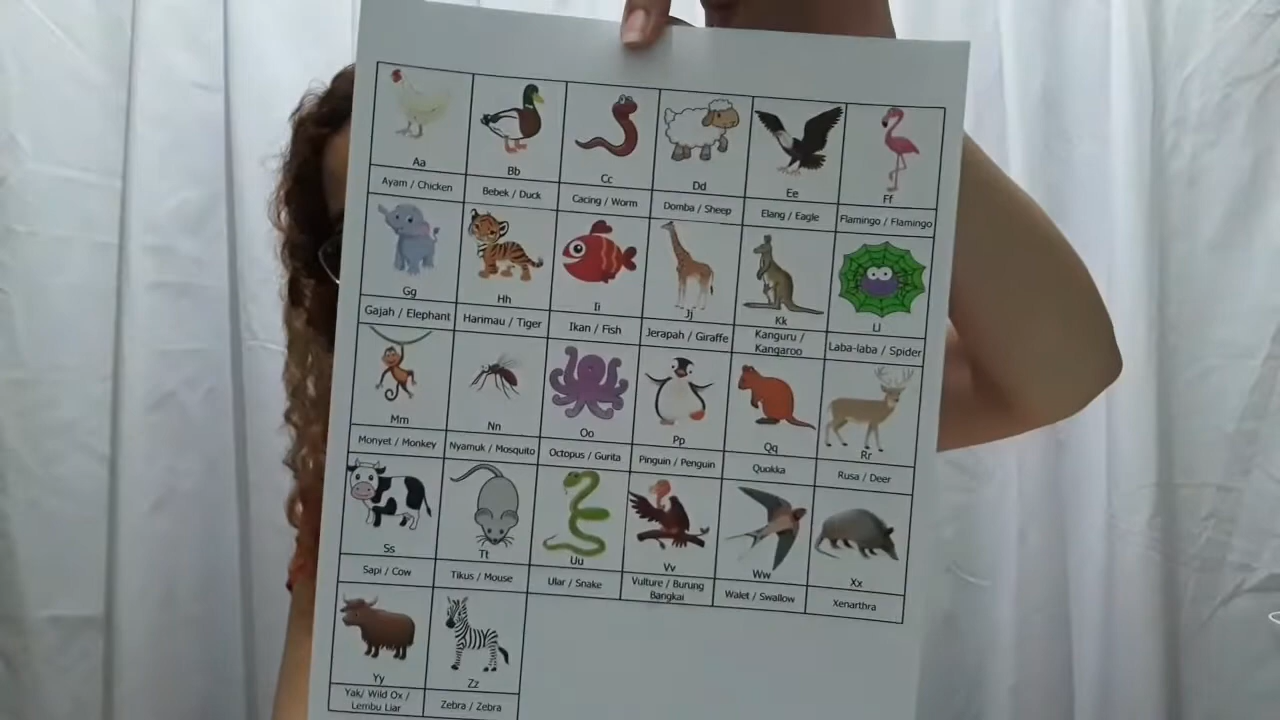 Aa Bb Cc Dd Ee Ff
Ayam / Chicken Bebek / Duck Cacing / Worm Domba / Sheep Elang / Eagle Flamingo / Flamingo
Gg Hh Ii Jj Kk Ll
Gajah / Elephant Harimau / Tiger Ikan / Fish Jerapah / Giraffe Kanguru / Kangaroo Laba-laba / Spider
Mm Nn Oo Pp Qq Rr
Monyet / Monkey Nyamuk / Mosquito Octopus / Gurita Pinguin / Penguin Quokka Rusa / Deer
Ss Tt Uu Vv Ww Xx
Sapi / Cow Tikus / Mouse Ular / Snake Vulture / Burung Bangkai Walet / Swallow Xenarthra
Yy Zz
Yak/ Wild Ox / Lembu Liar Zebra / Zebra